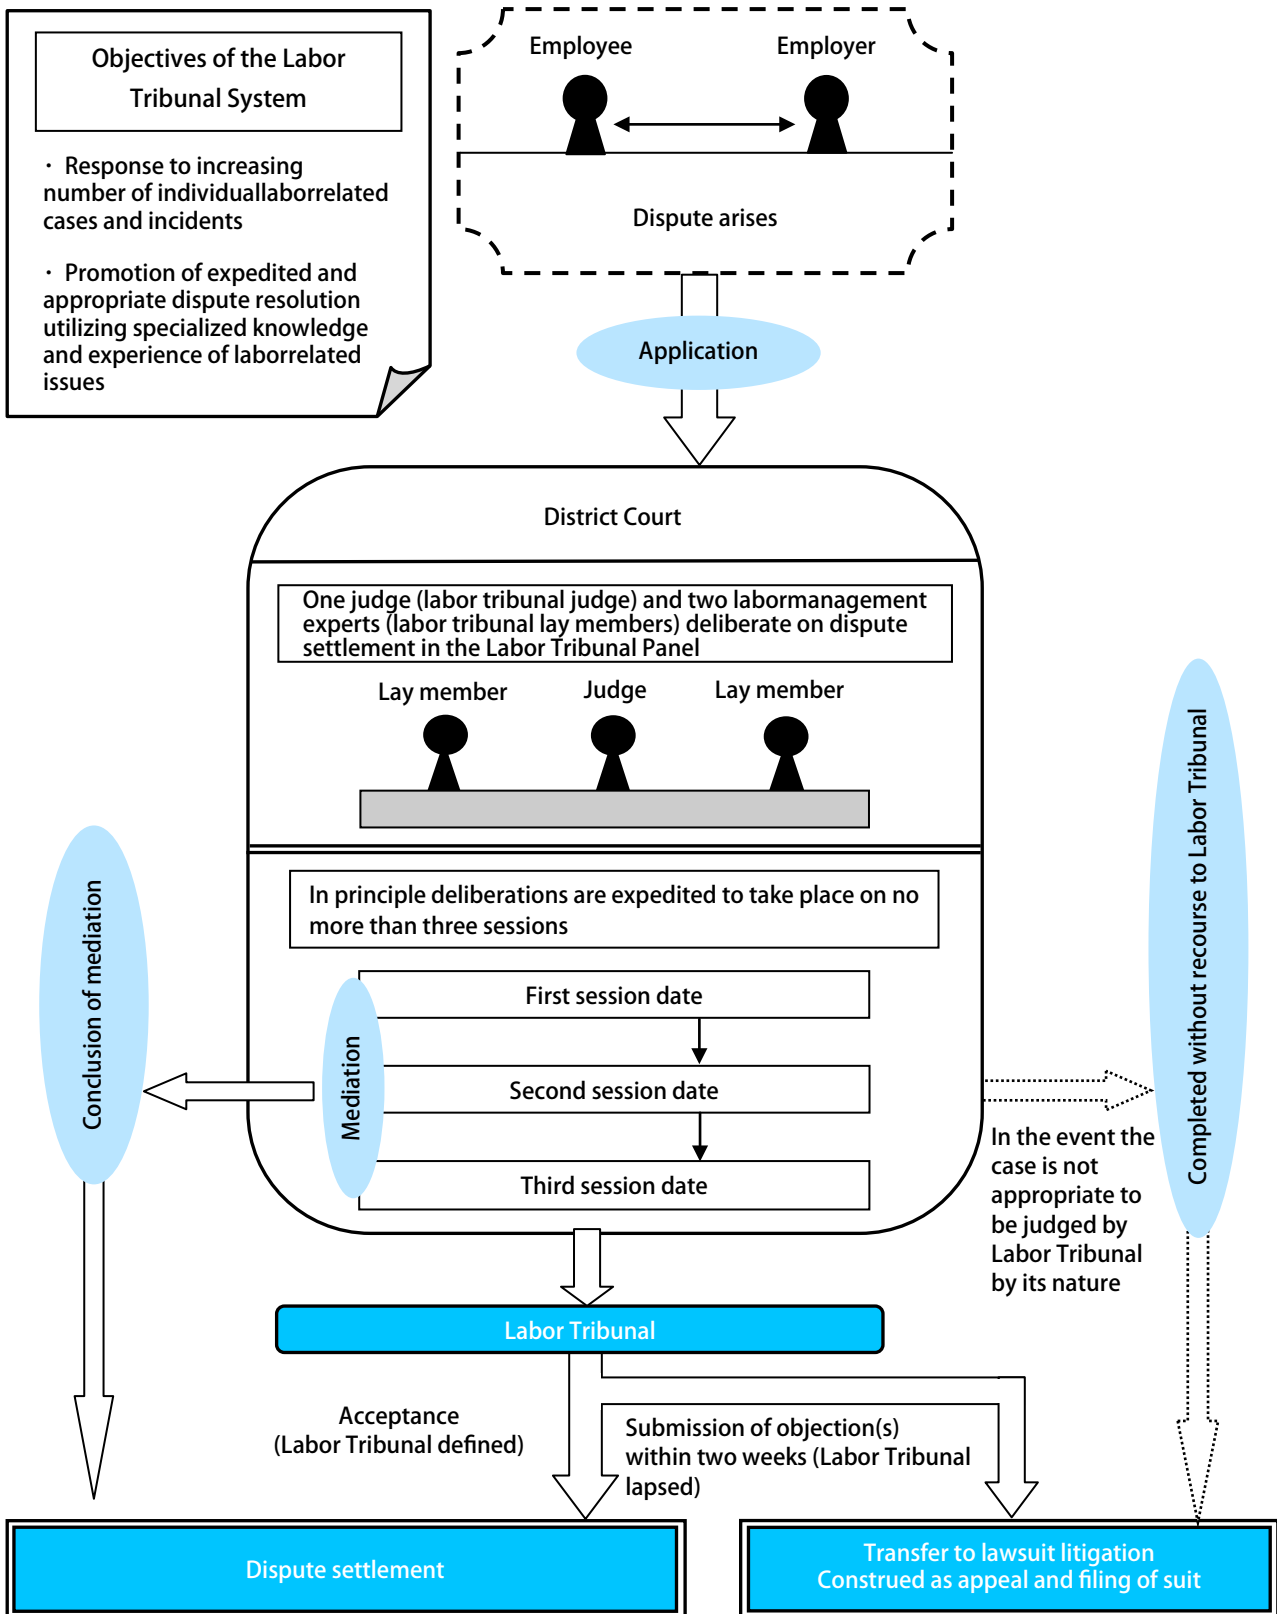 Objectives of the Labor
Tribunal System
· Response to increasing
number of individuallaborrelated
cases and incidents
· Promotion of expedited and
appropriate dispute resolution
utilizing specialized knowledge
and experience of laborrelated
issues
Employee
Employer
Dispute arises
Application
District Court
One judge (labor tribunal judge) and two labormanagement
experts (labor tribunal lay members) deliberate on dispute
settlement in the Labor Tribunal Panel
Lay member
Judge
Lay member
In principle deliberations are expedited to take place on no
more than three sessions
First session date
Second session date
Third session date
Mediation
Conclusion of mediation
Completed without recourse to Labor Tribunal
In the event the
case is not
appropriate to
be judged by
Labor Tribunal
by its nature
Labor Tribunal
Acceptance
(Labor Tribunal defined)
Submission of objection(s)
within two weeks (Labor Tribunal
lapsed)
Dispute settlement
Transfer to lawsuit litigation
Construed as appeal and filing of suit